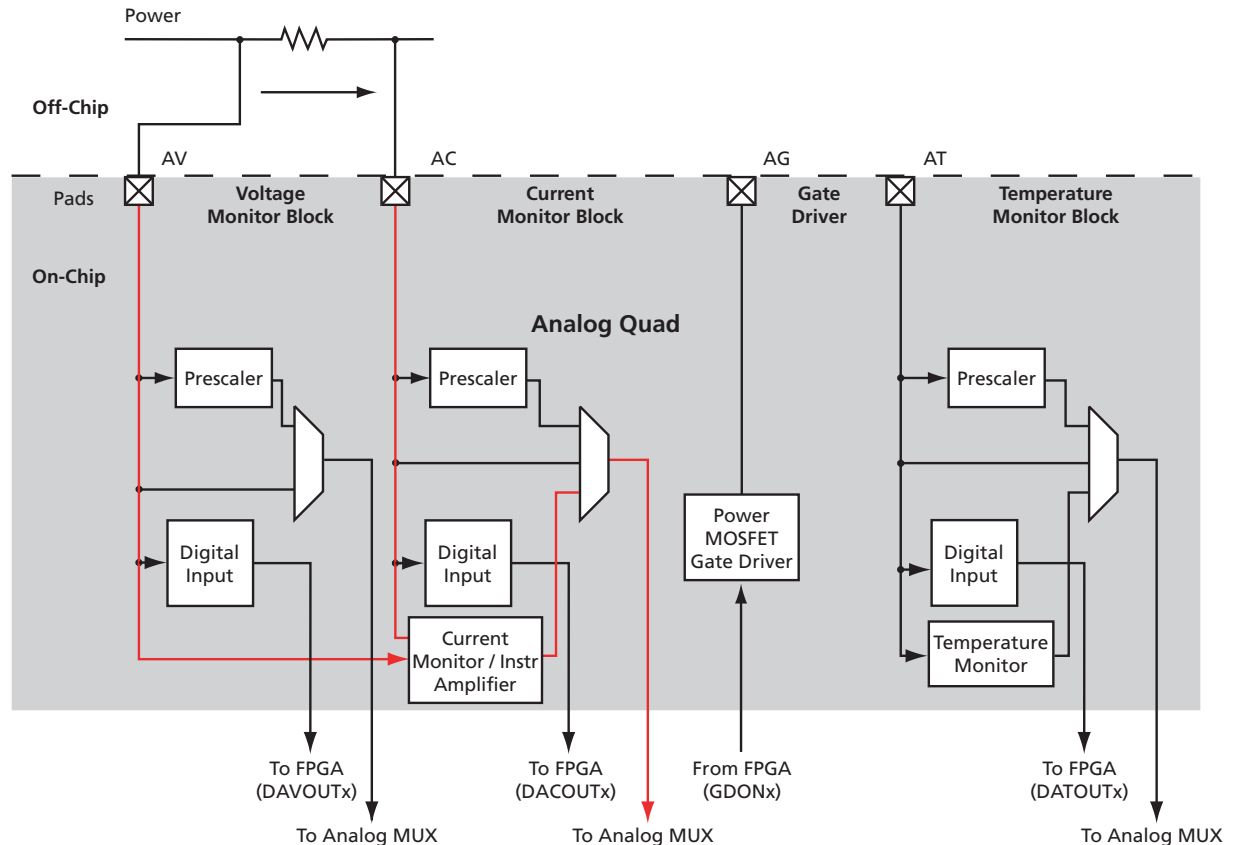 Power
Off-Chip
AV
AC
AG
AT
Pads
Voltage
Monitor Block
Current
Monitor Block
Gate
Driver
Temperature
Monitor Block
On-Chip
Analog Quad
Prescaler
Prescaler
Prescaler
Digital
Input
Digital
Input
Power
MOSFET
Gate Driver
Digital
Input
Current
Monitor / Instr
Amplifier
Temperature
Monitor
To FPGA
(DAVOUTx)
To FPGA
(DACOUTx)
From FPGA
(GDONx)
To FPGA
(DATOUTx)
To Analog MUX
To Analog MUX
To Analog MUX